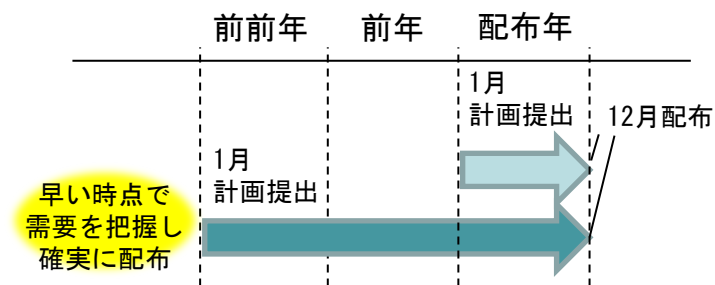 前前年　前年　配布年
1月
計画提出
12月配布
1月
計画提出
早い時点で
需要を把握し
確実に配布